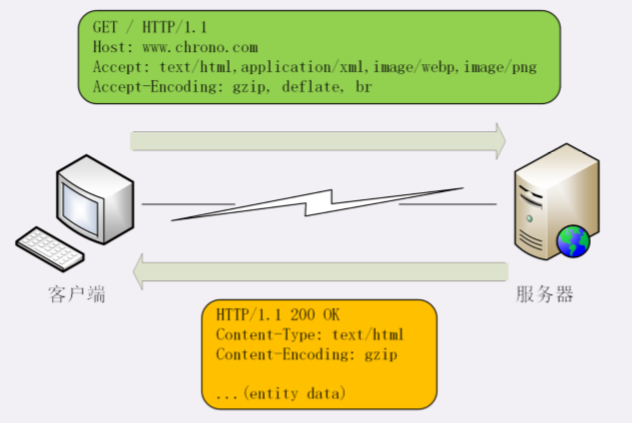 GET / HTTP/1.1
Host: www.chrono.com
Accept: text/html,application/xml,image/webp,image/png
Accept-Encoding: gzip, deflate, br
客户端
服务器
HTTP/1.1 200 OK
Content-Type: text/html
Content-Encoding: gzip
...(entity data)